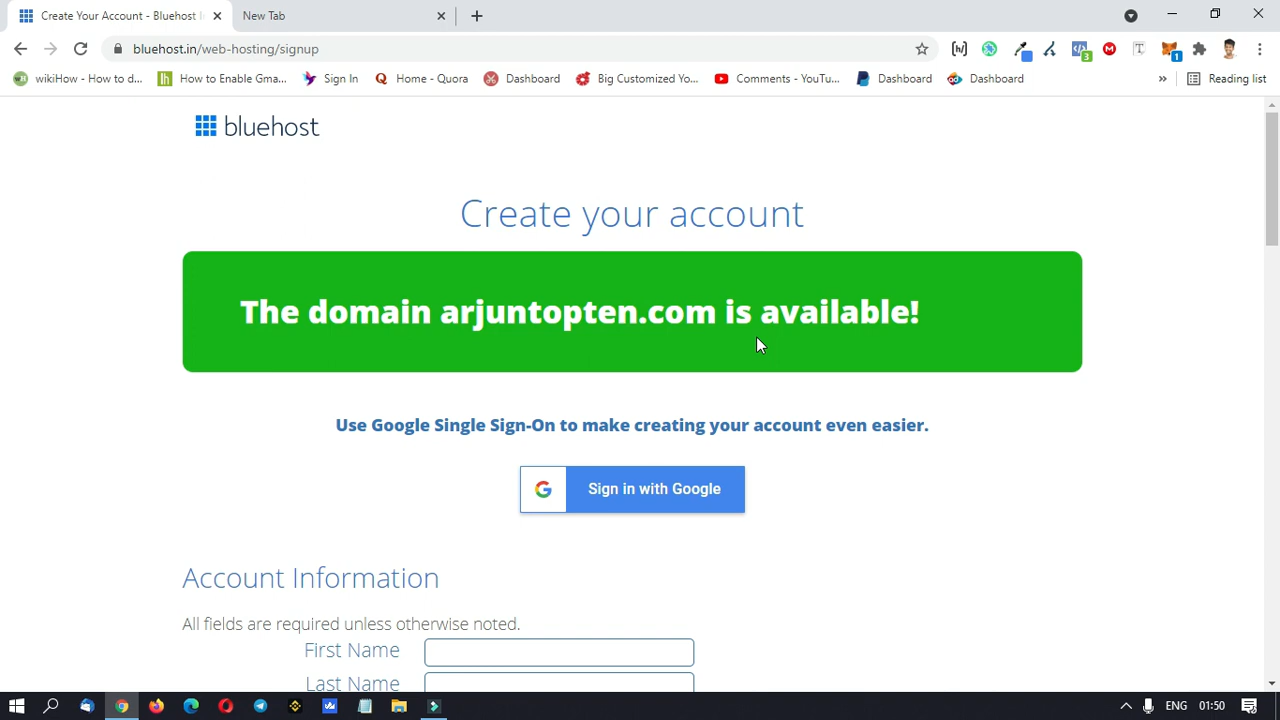 Create Your Account - Bluehost I
New Tab
bluehost.in/web-hosting/signup
3
1
wikiHow - How to d...
How to Enable Gma...
Sign In
Home - Quora
Dashboard
Big Customized Yo...
Comments - YouTu...
Dashboard
Dashboard
»
Reading list
bluehost
Create your account
The domain arjuntopten.com is available!
Use Google Single Sign-On to make creating your account even easier.
Sign in with Google
Account Information
All fields are required unless otherwise noted.
First Name
Last Name
ENG
01:50